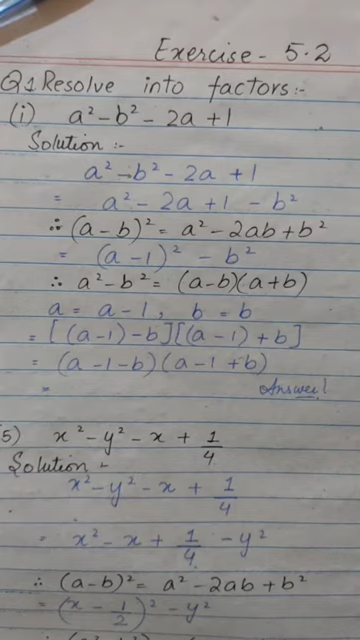 Exercise - 5.2
Q1 Resolve into factors:-
(i) a² - b² - 2a + 1
Solution :-
a² - b² - 2a + 1
= a² - 2a + 1 - b²
∵ (a - b)² = a² - 2ab + b²
= (a - 1)² - b²
∴ a² - b² = (a-b)(a+b)
a = a - 1, b = b
= [(a-1) - b][(a-1) + b]
= (a - 1 - b)(a - 1 + b)
= Answer!
5) x² - y² - x + 1/4
Solution :-
x² - y² - x + 1/4
= x² - x + 1/4 - y²
∴ (a-b)² = a² - 2ab + b²
= (x - 1/2)² - y²